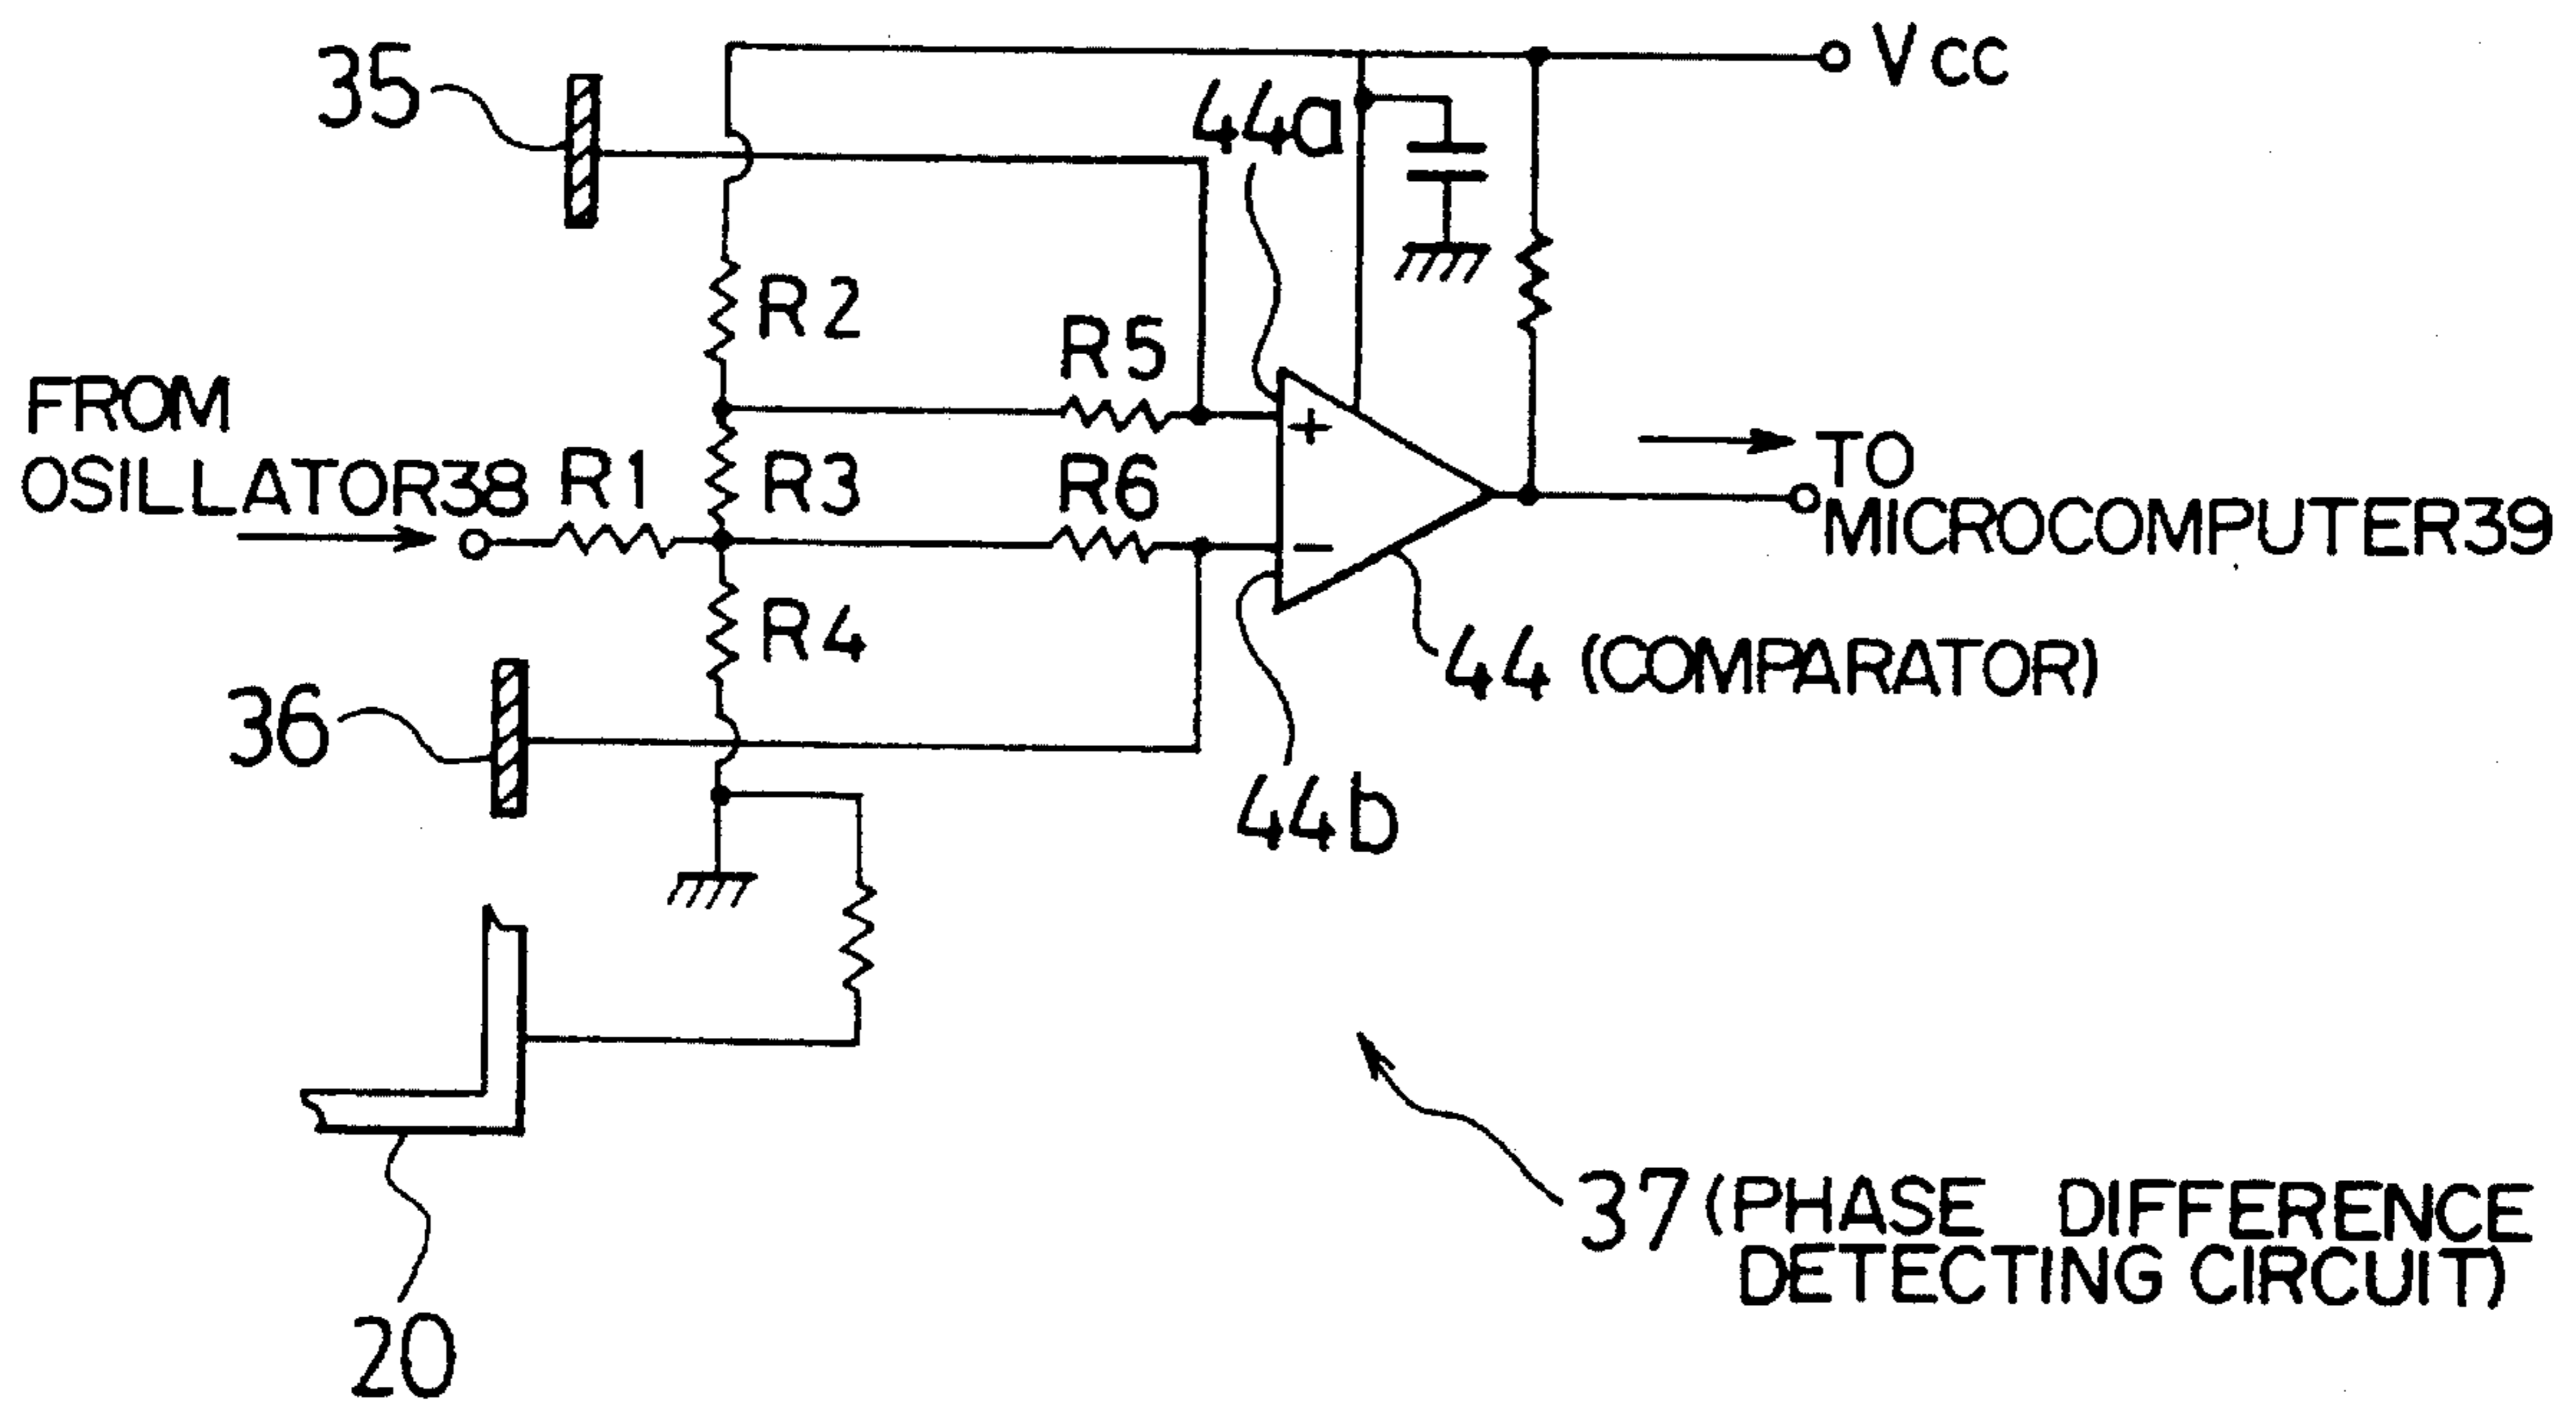 35
Vcc
44a
R2
R5
FROM
OSILLATOR38
R1
R3
R6
+
-
TO
MICROCOMPUTER39
R4
44 (COMPARATOR)
36
44b
37 (PHASE DIFFERENCE
DETECTING CIRCUIT)
20